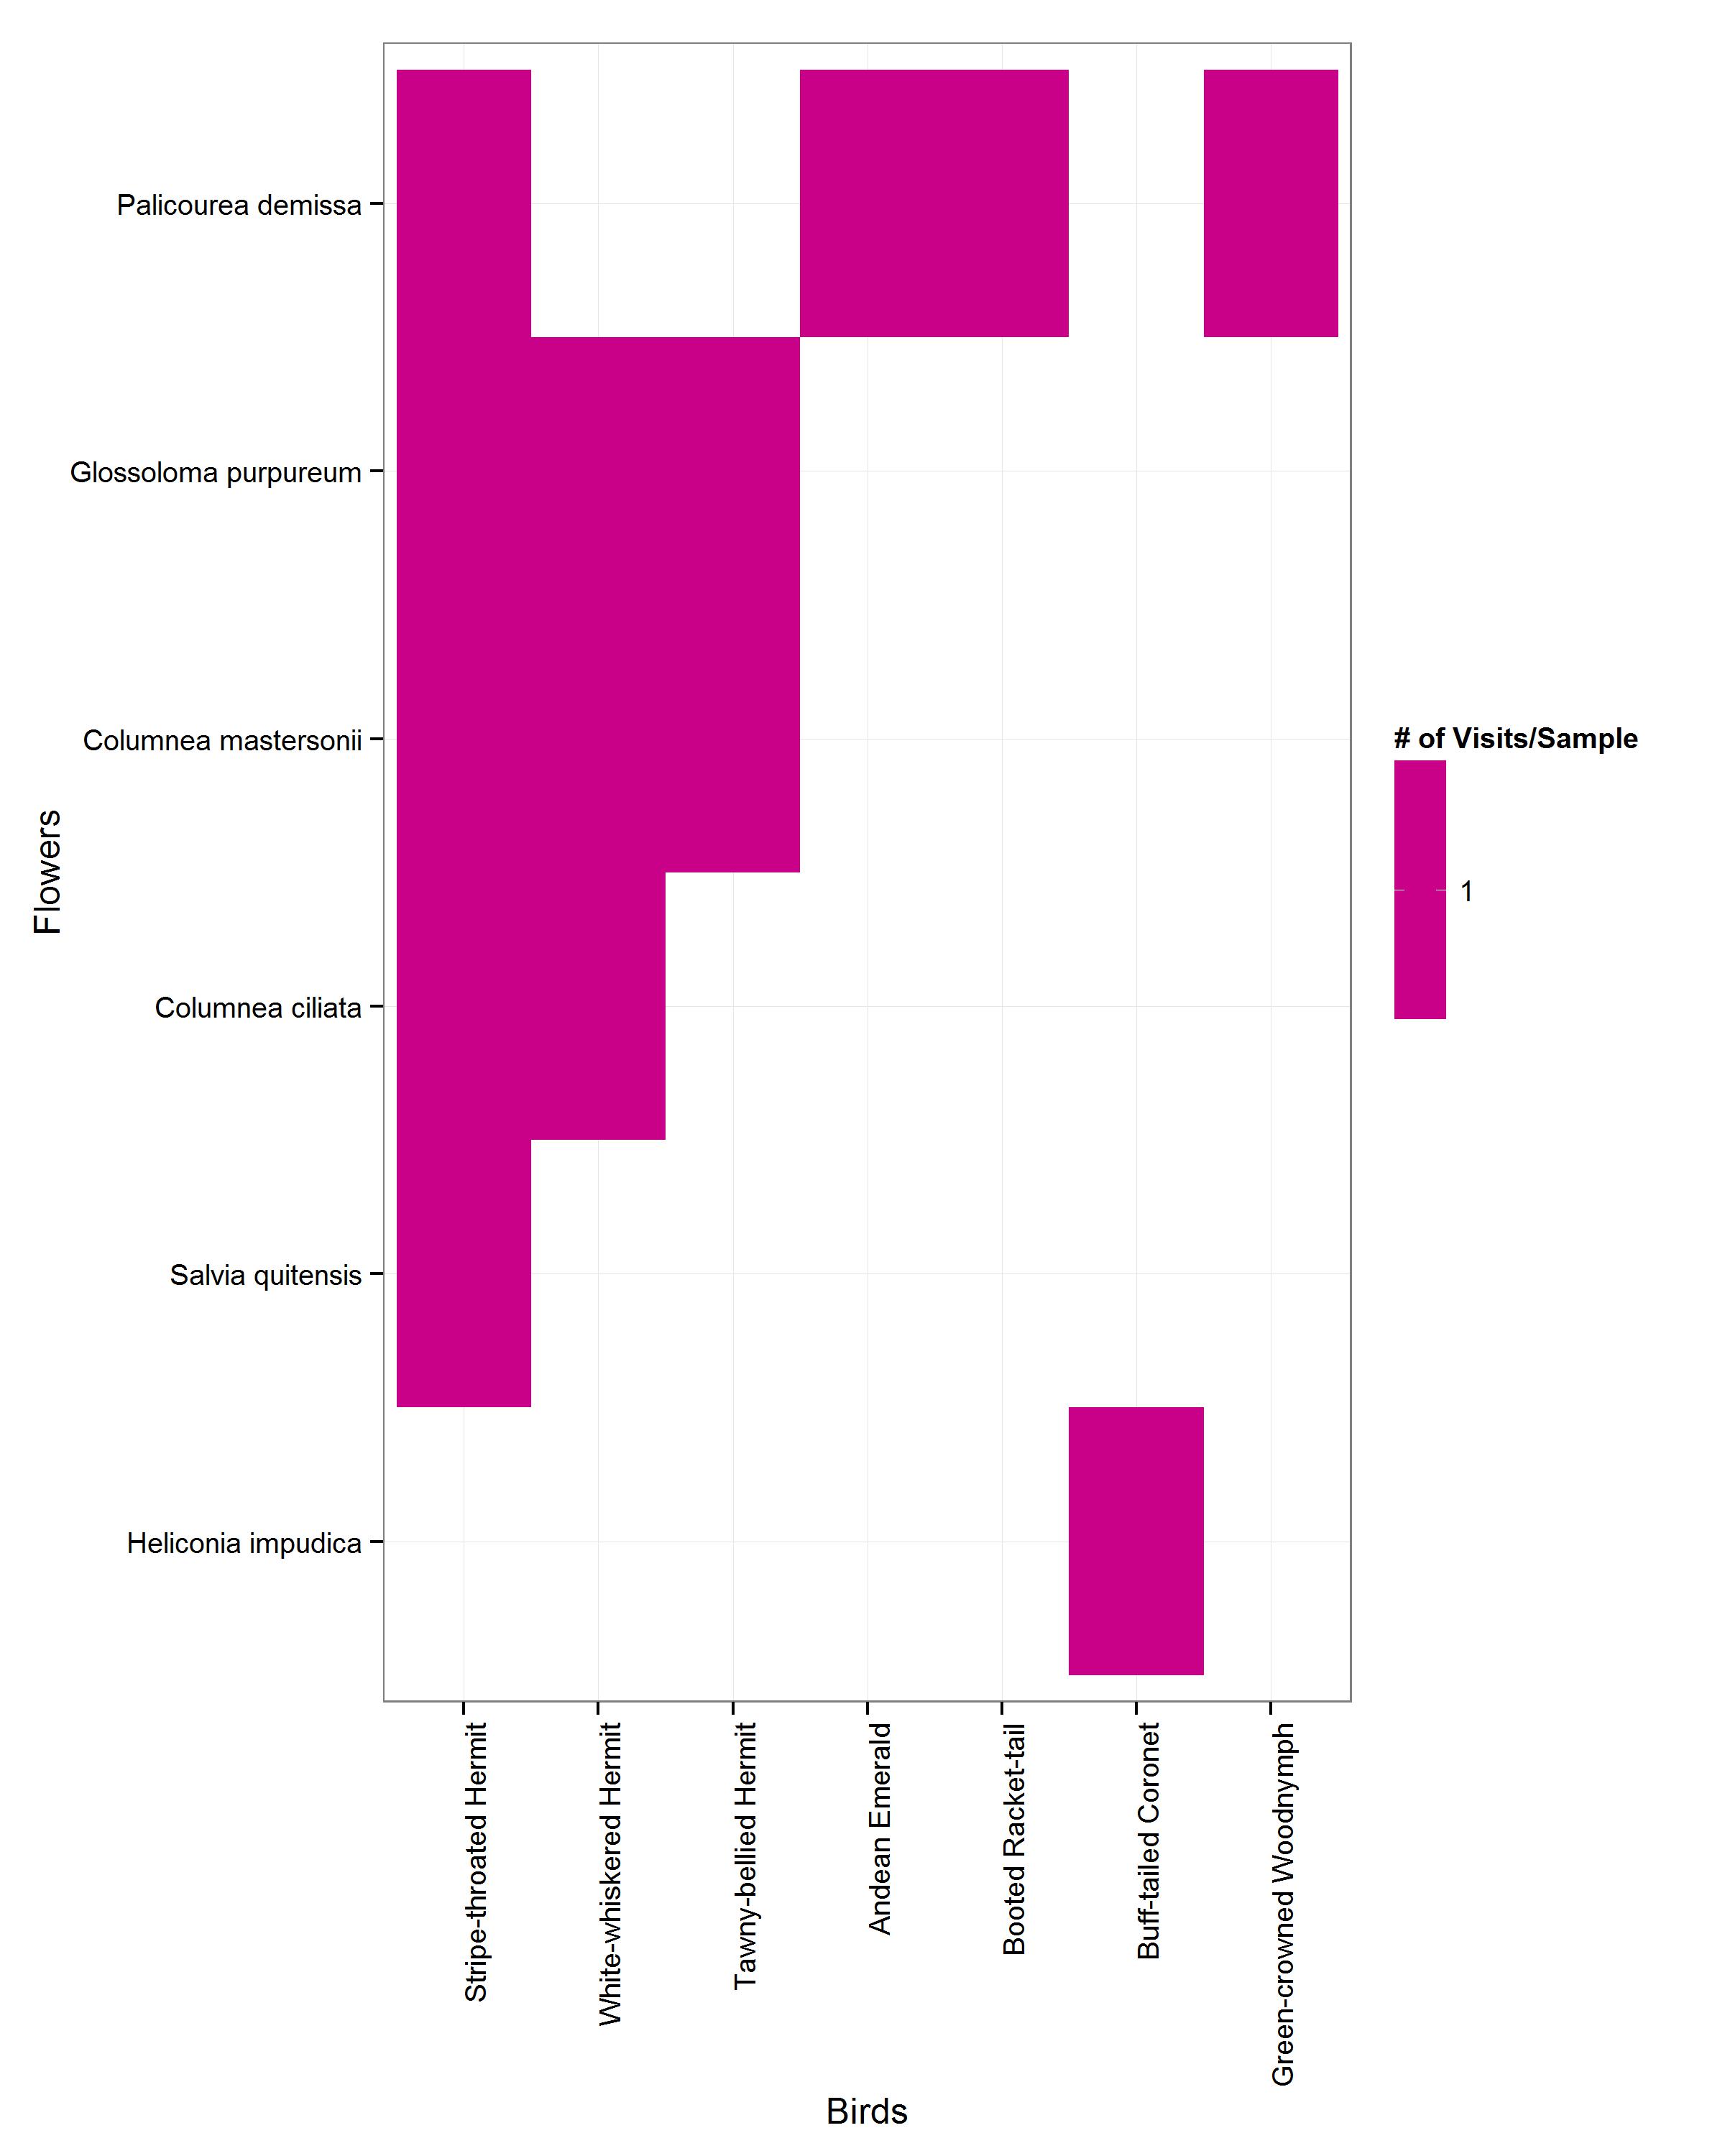 Palicourea demissa
Glossoloma purpureum
Columnea mastersonii
Columnea ciliata
Salvia quitensis
Heliconia impudica
Flowers
Stripe-throated Hermit
White-whiskered Hermit
Tawny-bellied Hermit
Andean Emerald
Booted Racket-tail
Buff-tailed Coronet
Green-crowned Woodnymph
Birds
# of Visits/Sample
1